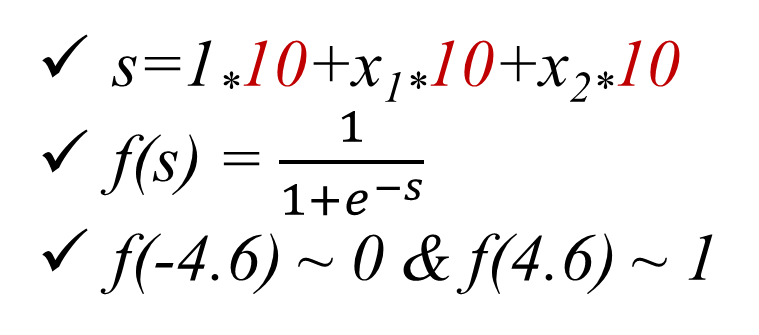 ✓ s=1*10+x₁*10+x₂*10
✓ f(s) = 1/(1+e⁻ˢ)
✓ f(-4.6) ~ 0 & f(4.6) ~ 1